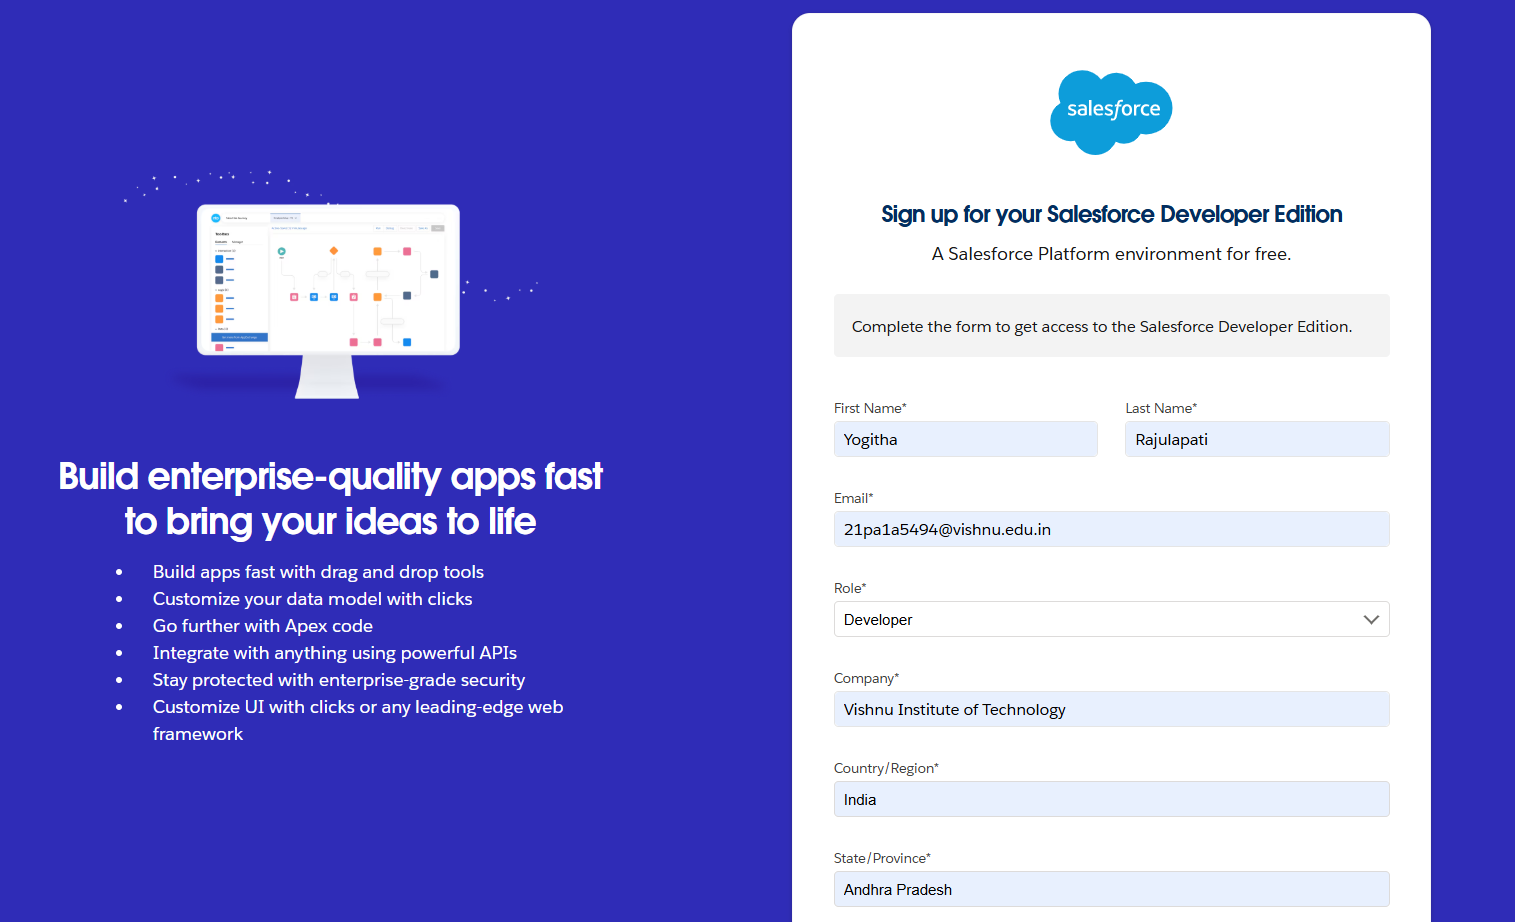 Build enterprise-quality apps fast
to bring your ideas to life
• Build apps fast with drag and drop tools
• Customize your data model with clicks
• Go further with Apex code
• Integrate with anything using powerful APIs
• Stay protected with enterprise-grade security
• Customize UI with clicks or any leading-edge web
framework
salesforce
Sign up for your Salesforce Developer Edition
A Salesforce Platform environment for free.
Complete the form to get access to the Salesforce Developer Edition.
First Name* Last Name*
Yogitha Rajulapati
Email*
21pa1a5494@vishnu.edu.in
Role*
Developer
Company*
Vishnu Institute of Technology
Country/Region*
India
State/Province*
Andhra Pradesh